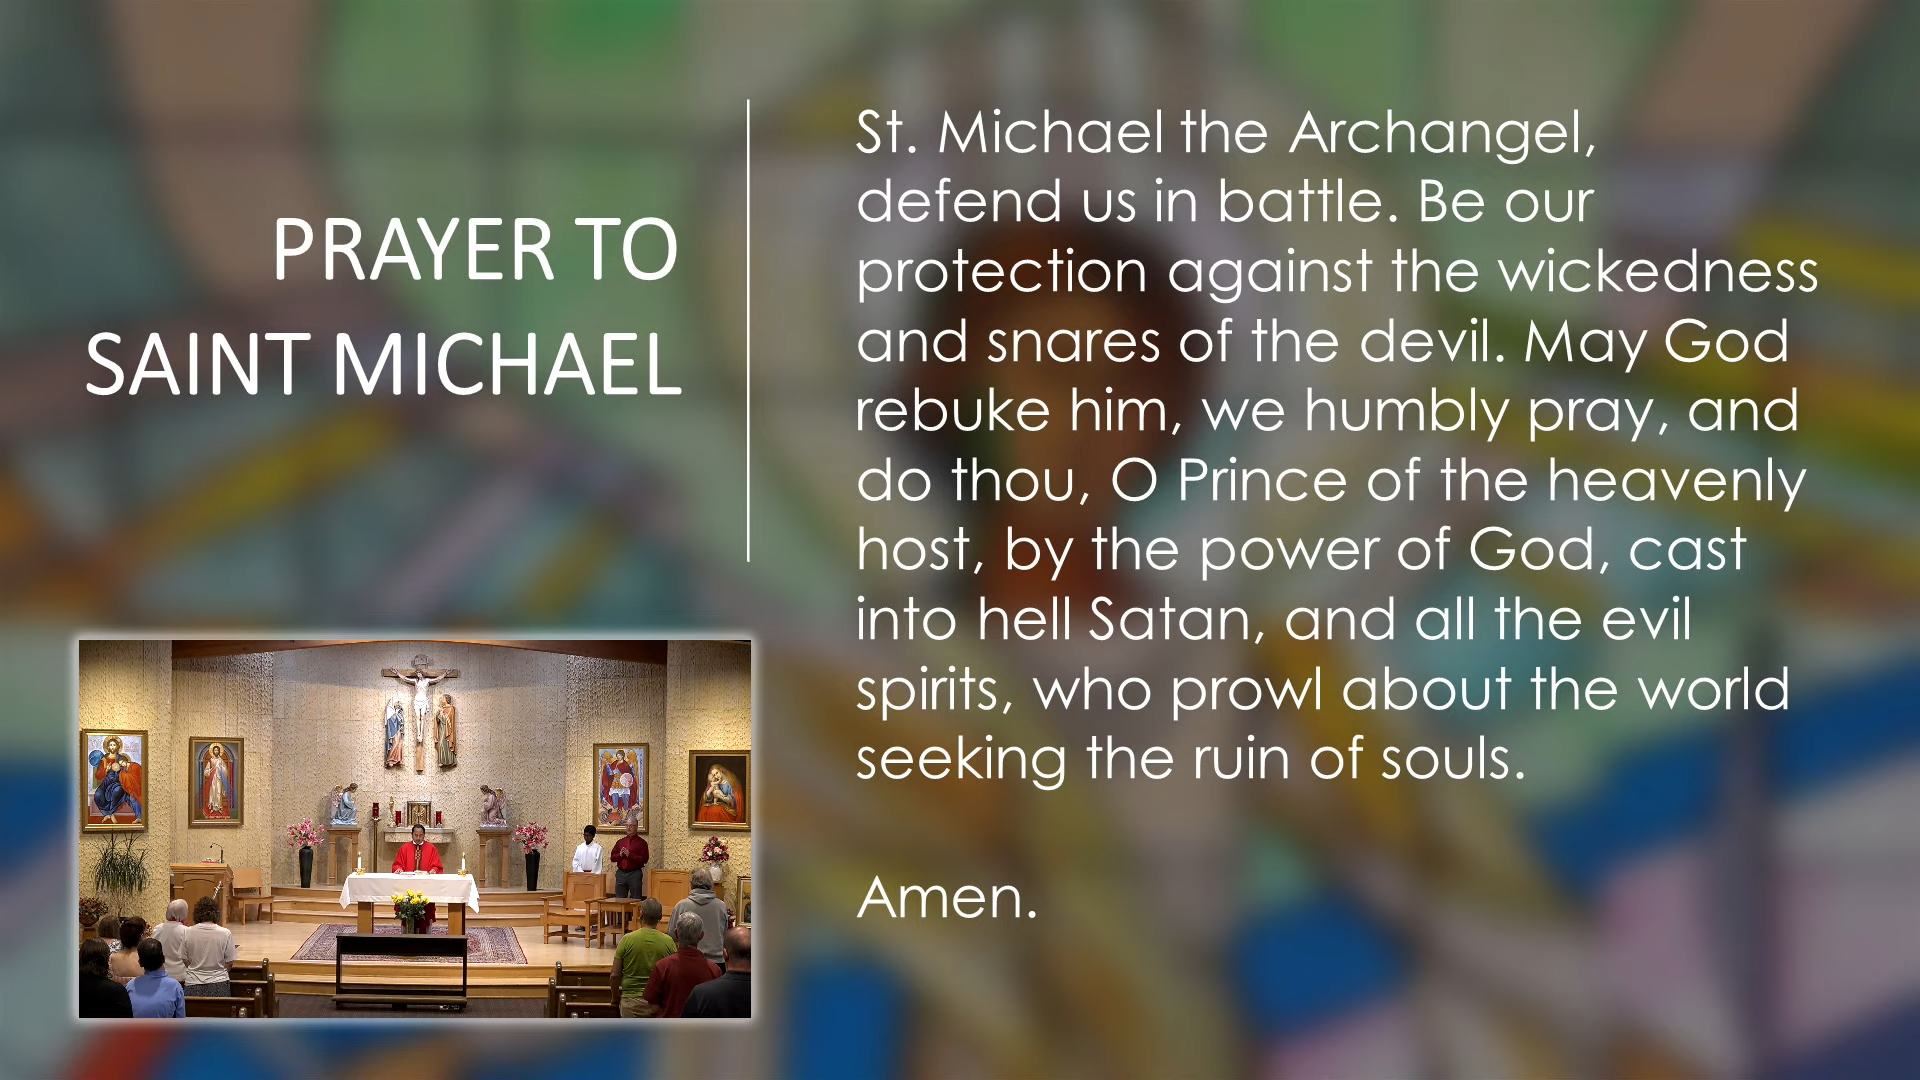 PRAYER TO
SAINT MICHAEL
St. Michael the Archangel,
defend us in battle. Be our
protection against the wickedness
and snares of the devil. May God
rebuke him, we humbly pray, and
do thou, O Prince of the heavenly
host, by the power of God, cast
into hell Satan, and all the evil
spirits, who prowl about the world
seeking the ruin of souls.
Amen.